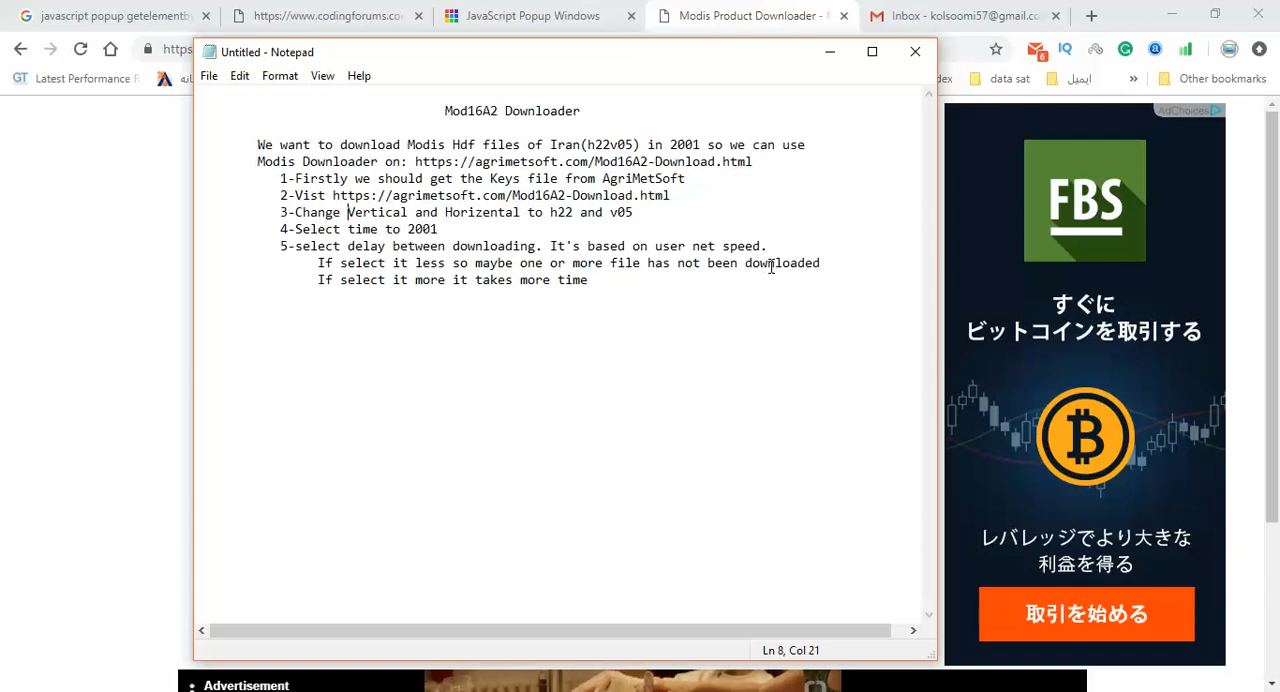 javascript popup getelementby
https://www.codingforums.com
JavaScript Popup Windows
Modis Product Downloader -
Inbox - kolsoomi57@gmail.co
https
6
GT Latest Performance R
data sat
ایمیل
» Other bookmarks
Untitled - Notepad
File Edit Format View Help
Mod16A2 Downloader
We want to download Modis Hdf files of Iran(h22v05) in 2001 so we can use
Modis Downloader on: https://agrimetsoft.com/Mod16A2-Download.html
1-Firstly we should get the Keys file from AgriMetSoft
2-Vist https://agrimetsoft.com/Mod16A2-Download.html
3-Change Vertical and Horizental to h22 and v05
4-Select time to 2001
5-select delay between downloading. It's based on user net speed.
If select it less so maybe one or more file has not been downloaded
If select it more it takes more time
Ln 8, Col 21
AdChoices
FBS
すぐに
ビットコインを取引する
レバレッジでより大きな
利益を得る
取引を始める
Advertisement